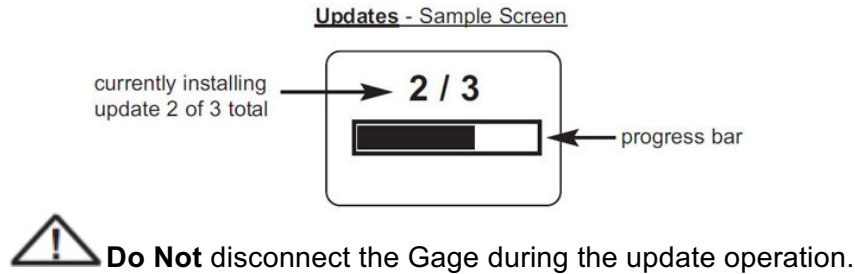 Updates - Sample Screen
currently installing
update 2 of 3 total
2 / 3
progress bar
! Do Not disconnect the Gage during the update operation.